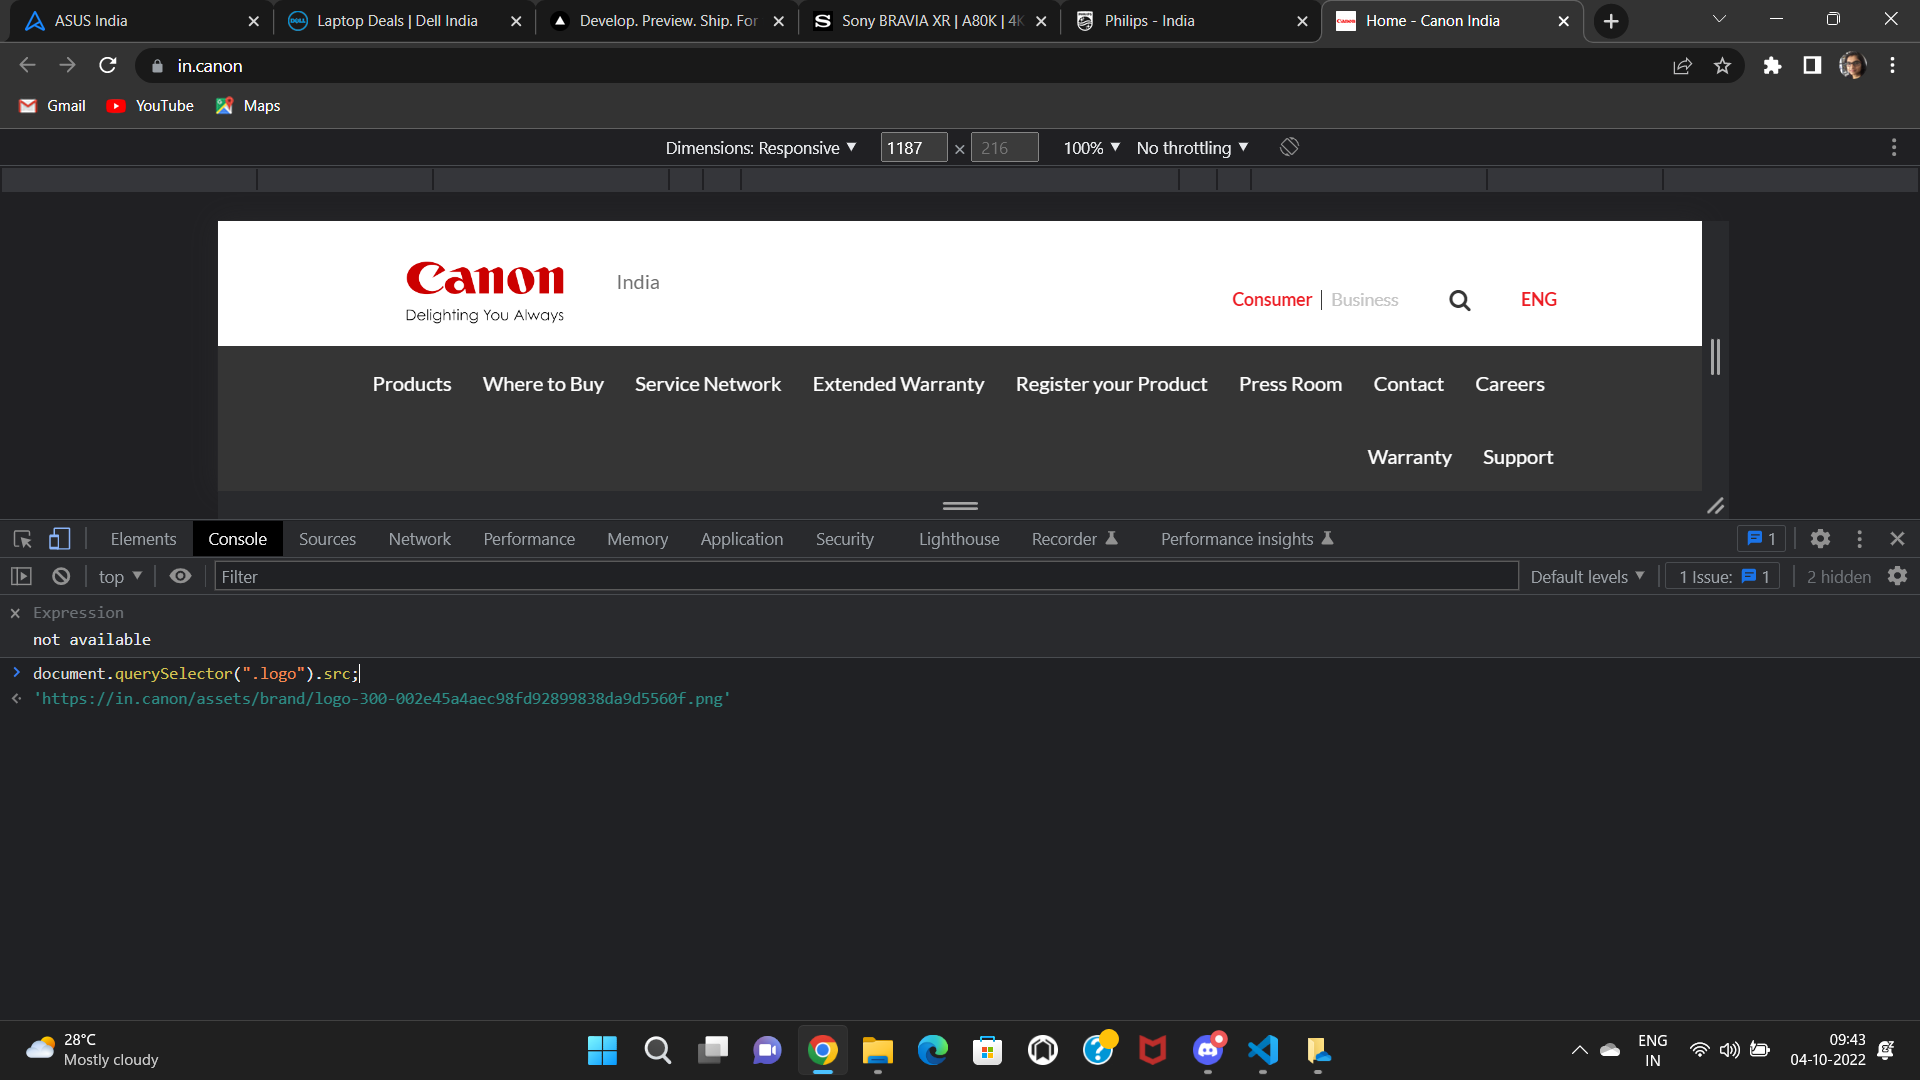 ASUS India
Laptop Deals | Dell India
Develop. Preview. Ship. For
Sony BRAVIA XR | A80K | 4K
Philips - India
Home - Canon India
in.canon
Gmail
YouTube
Maps
Dimensions: Responsive
1187 × 216
100%
No throttling
Canon
Delighting You Always
India
Consumer | Business
ENG
Products
Where to Buy
Service Network
Extended Warranty
Register your Product
Press Room
Contact
Careers
Warranty
Support
Elements
Console
Sources
Network
Performance
Memory
Application
Security
Lighthouse
Recorder
Performance insights
1
top
Filter
Default levels
1 Issue: 1
2 hidden
Expression
not available
document.querySelector(".logo").src;
'https://in.canon/assets/brand/logo-300-002e45a4aec98fd92899838da9d5560f.png'
28°C
Mostly cloudy
ENG
IN
09:43
04-10-2022